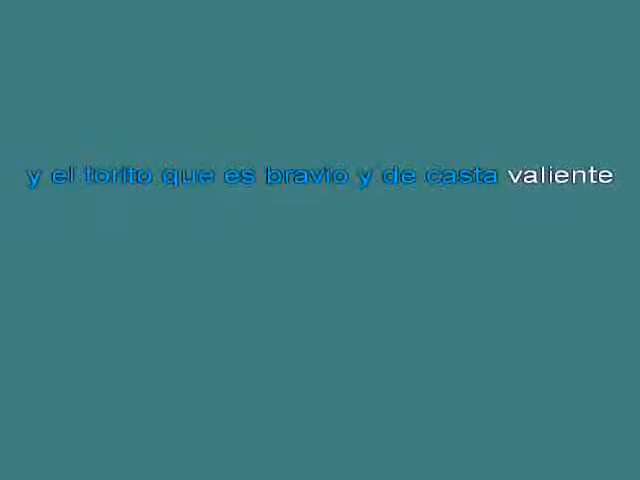 y el torito que es bravio y de casta valiente